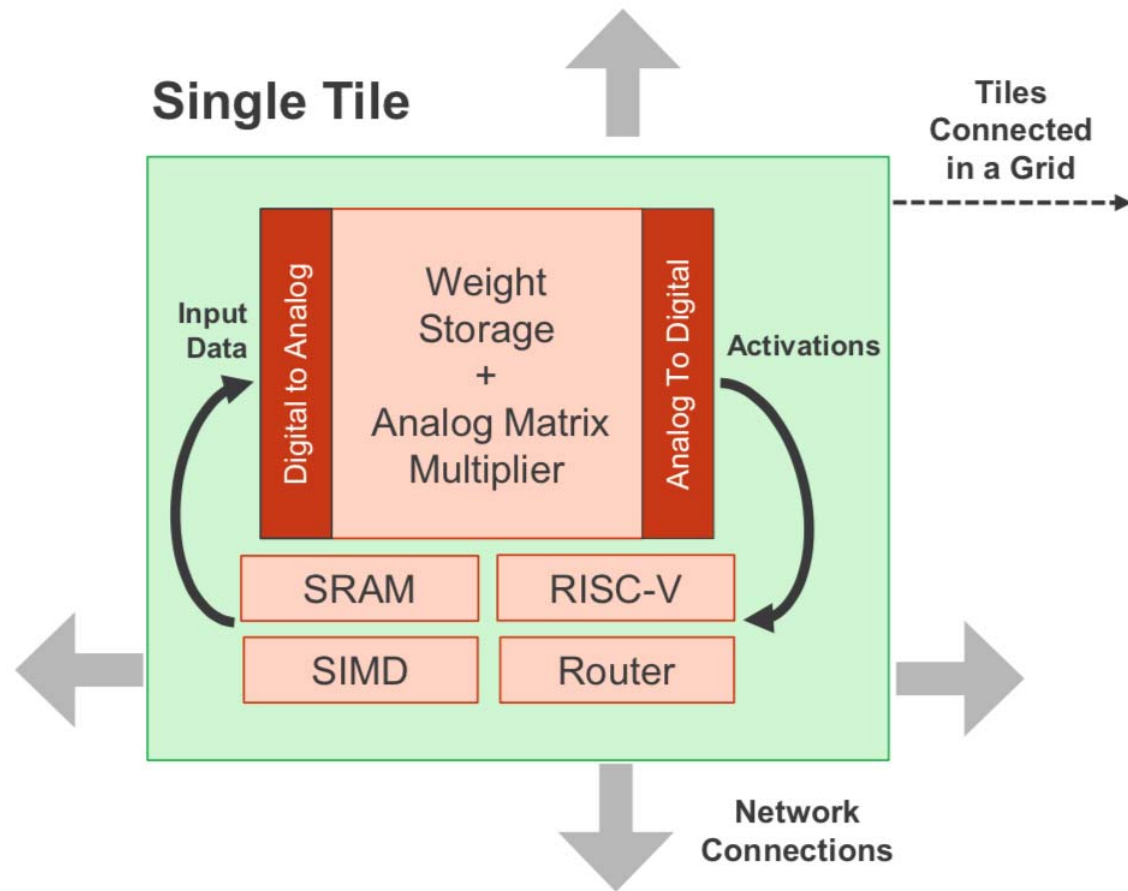 Single Tile
Tiles
Connected
in a Grid
Input
Data
Digital to Analog
Weight
Storage
+
Analog Matrix
Multiplier
Analog To Digital
Activations
SRAM
RISC-V
SIMD
Router
Network
Connections